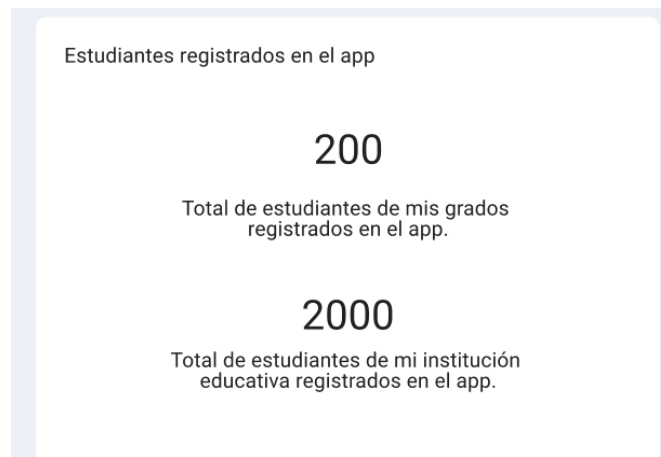 Estudiantes registrados en el app
200
Total de estudiantes de mis grados
registrados en el app.
2000
Total de estudiantes de mi institución
educativa registrados en el app.